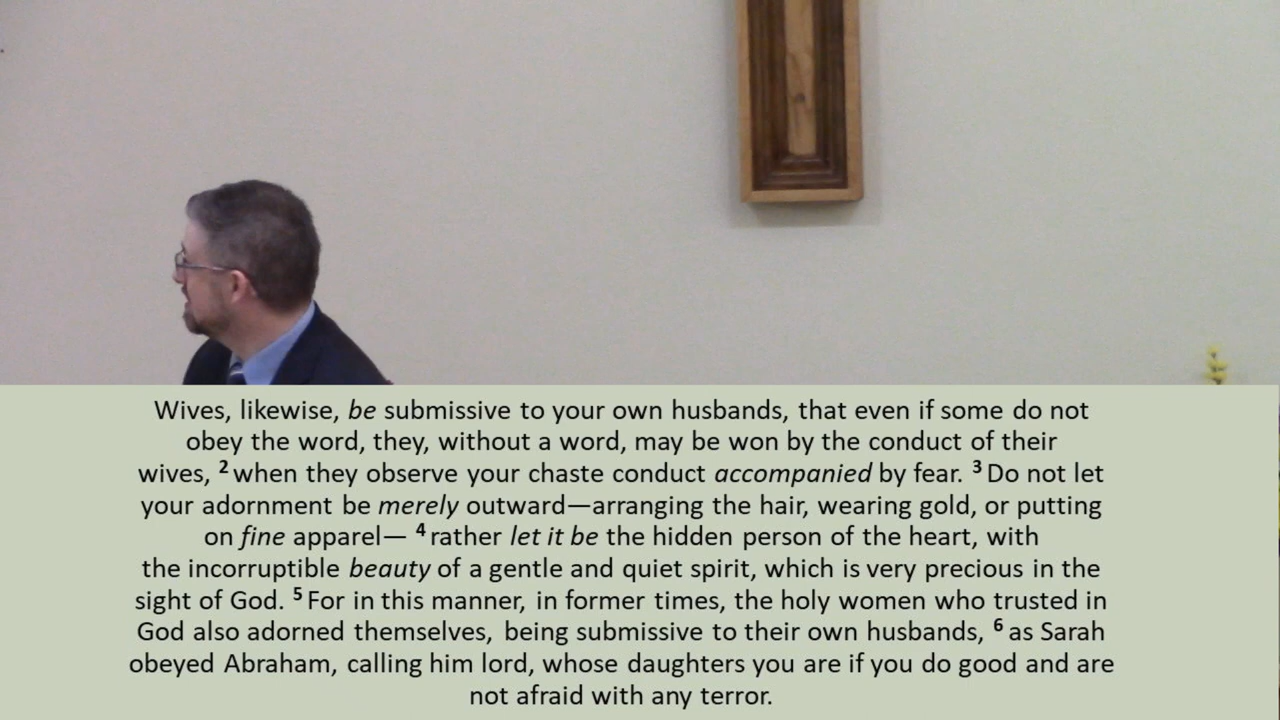 Wives, likewise, be submissive to your own husbands, that even if some do not
obey the word, they, without a word, may be won by the conduct of their
wives, 2 when they observe your chaste conduct accompanied by fear. 3 Do not let
your adornment be merely outward—arranging the hair, wearing gold, or putting
on fine apparel— 4 rather let it be the hidden person of the heart, with
the incorruptible beauty of a gentle and quiet spirit, which is very precious in the
sight of God. 5 For in this manner, in former times, the holy women who trusted in
God also adorned themselves, being submissive to their own husbands, 6 as Sarah
obeyed Abraham, calling him lord, whose daughters you are if you do good and are
not afraid with any terror.